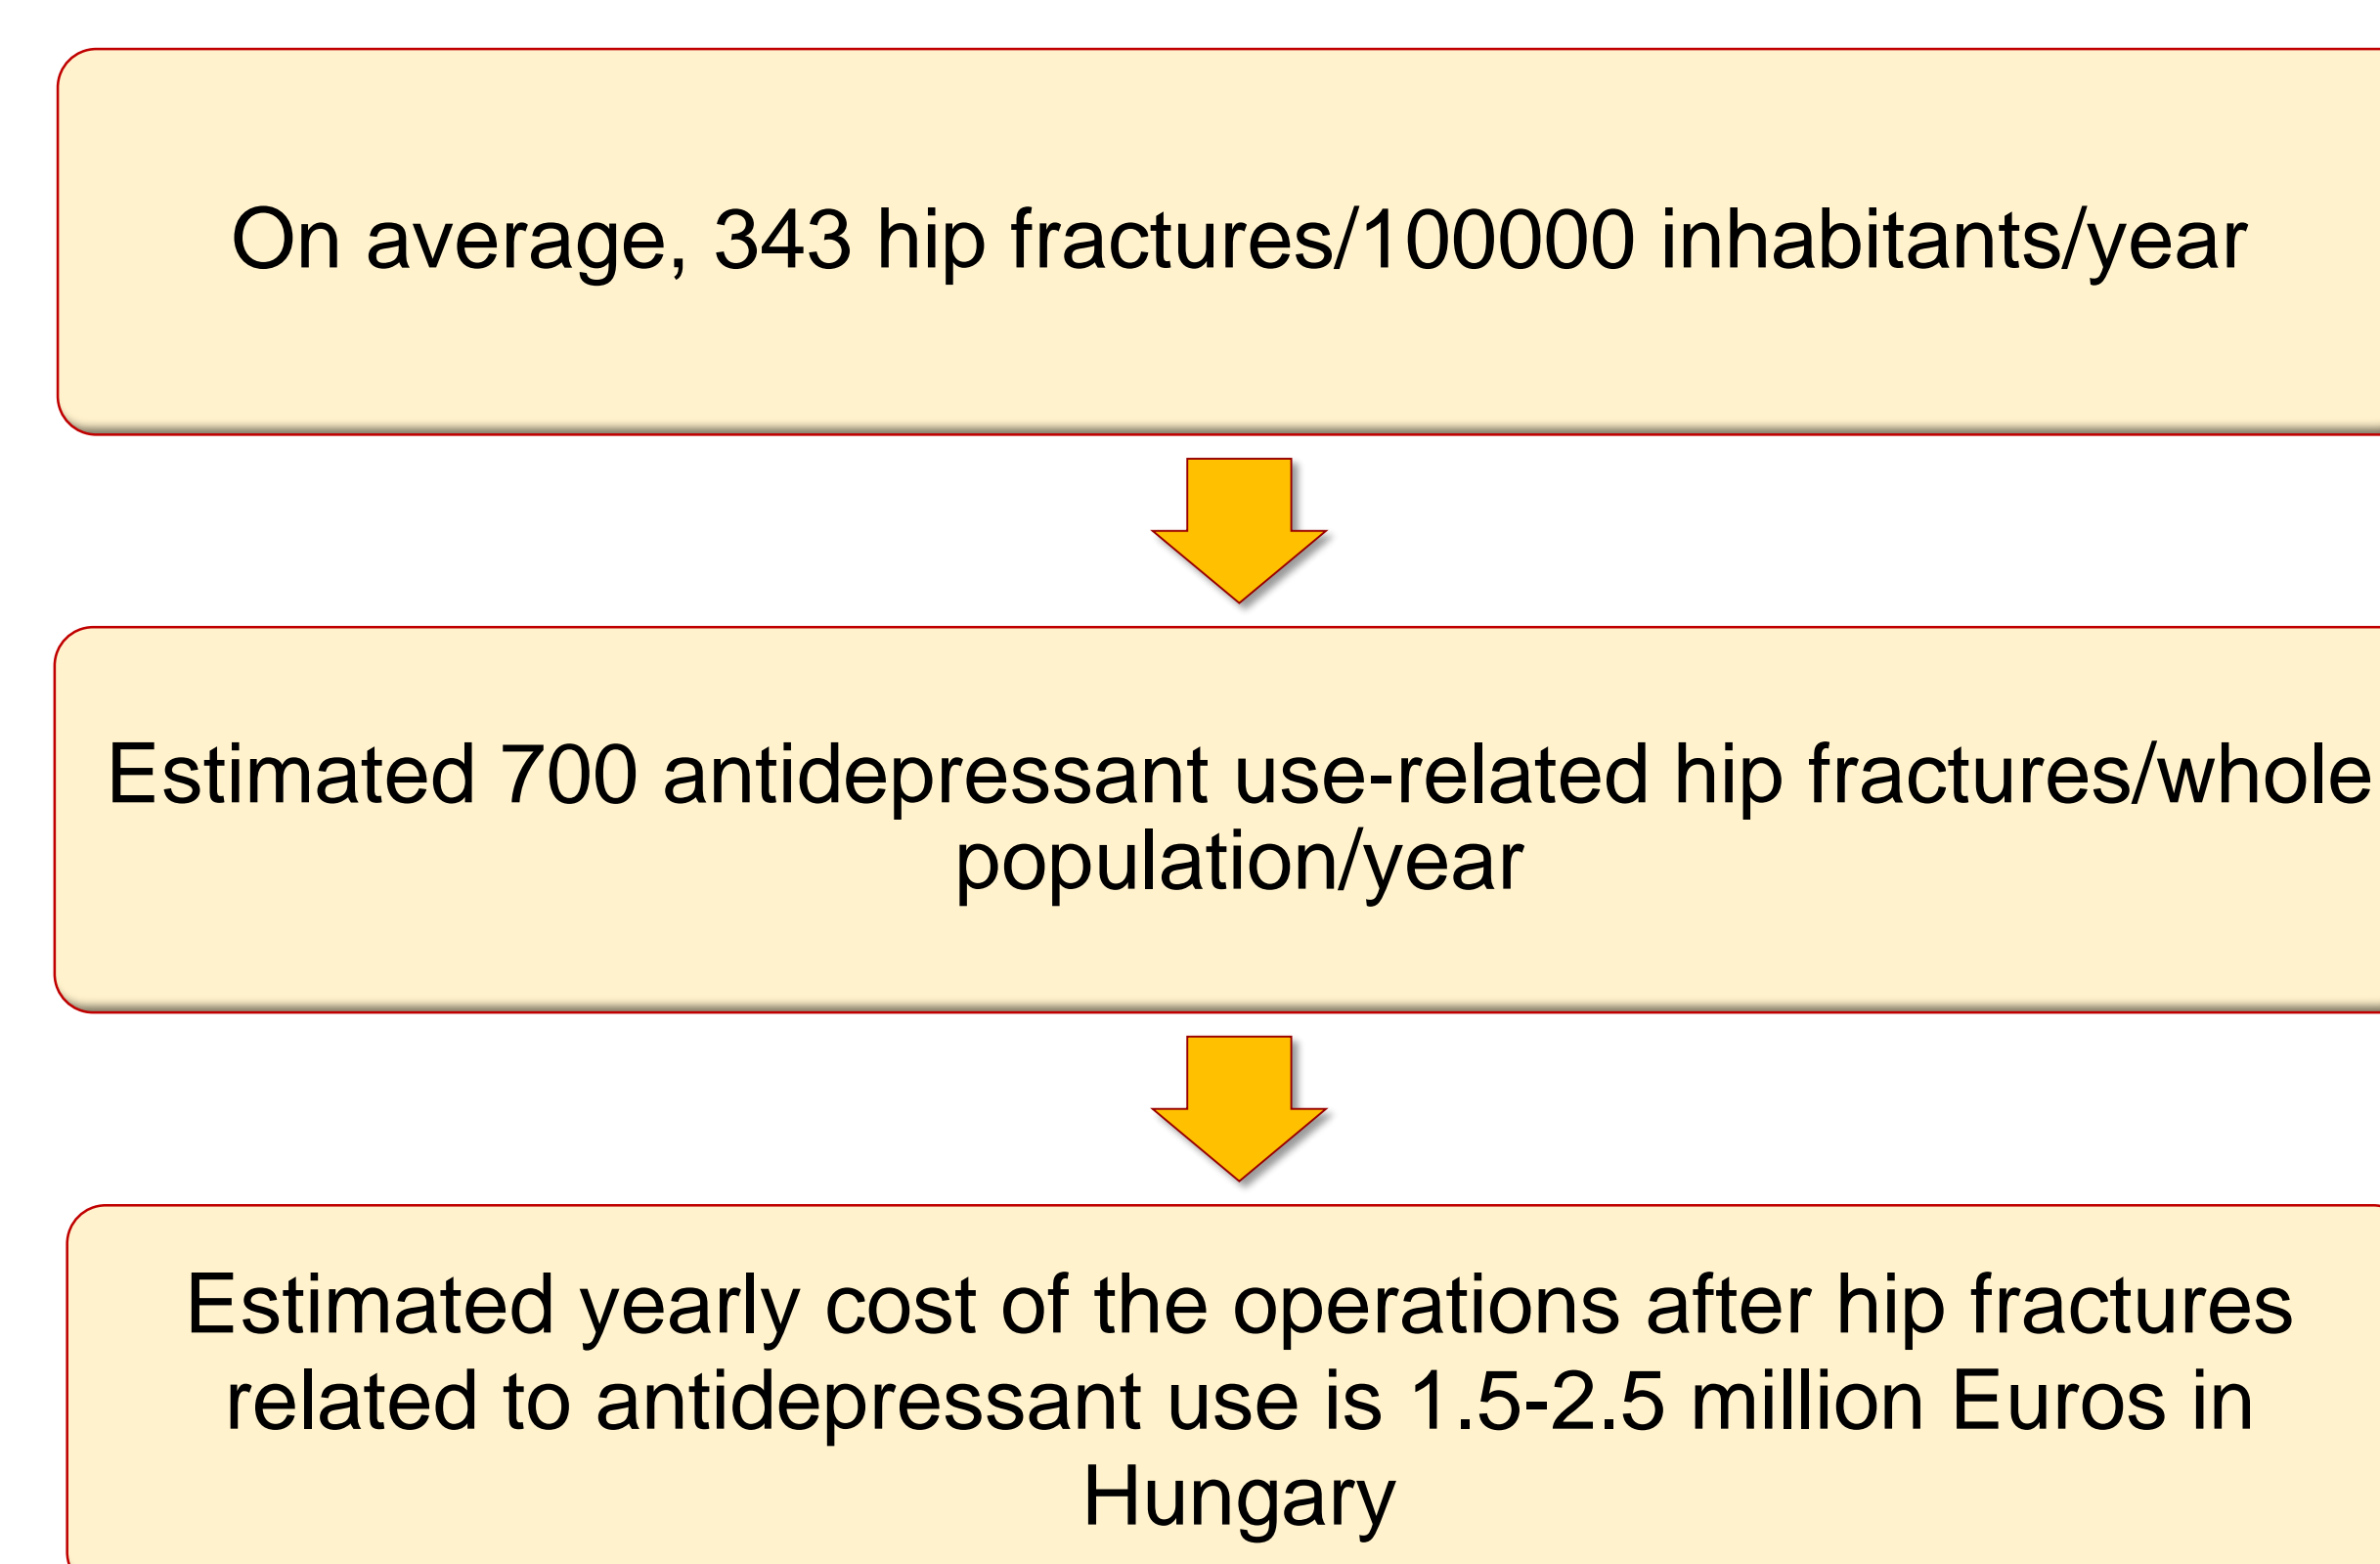 On average, 343 hip fractures/100000 inhabitants/year
Estimated 700 antidepressant use-related hip fractures/whole
population/year
Estimated yearly cost of the operations after hip fractures
related to antidepressant use is 1.5-2.5 million Euros in
Hungary